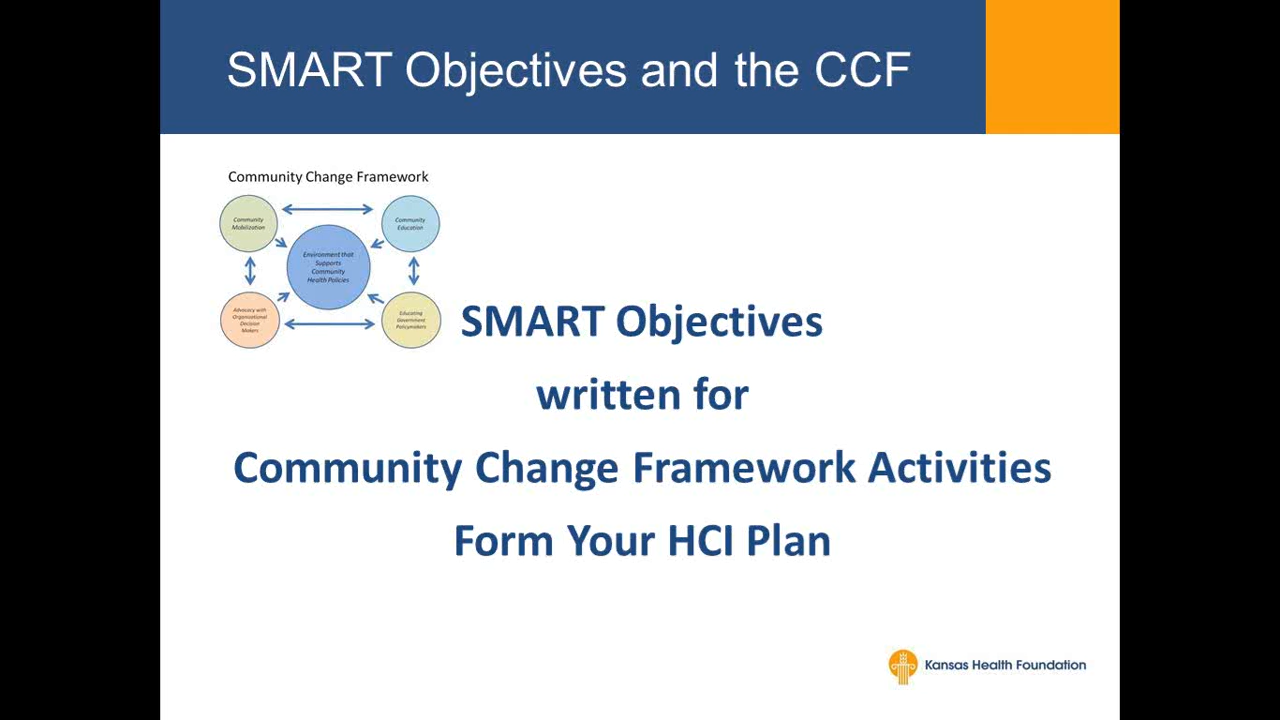 SMART Objectives and the CCF
Community Change Framework
Community
Mobilization
Community
Education
Environment that
Supports
Community
Health Policies
Advocacy with
Organizational
Decision
Makers
Educating
Government
Policymakers
SMART Objectives
written for
Community Change Framework Activities
Form Your HCI Plan
Kansas Health Foundation